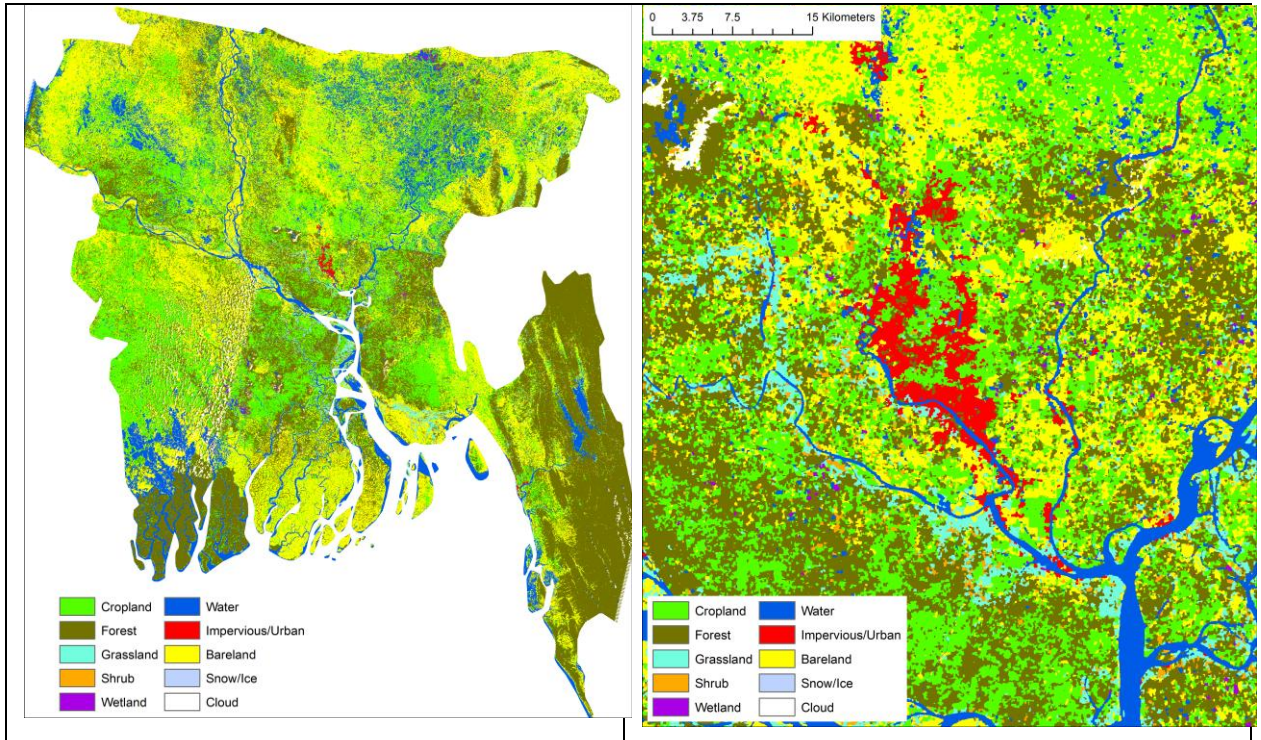 Cropland Water
Forest Impervious/Urban
Grassland Bareland
Shrub Snow/Ice
Wetland Cloud
0 3.75 7.5 15 Kilometers
Cropland Water
Forest Impervious/Urban
Grassland Bareland
Shrub Snow/Ice
Wetland Cloud